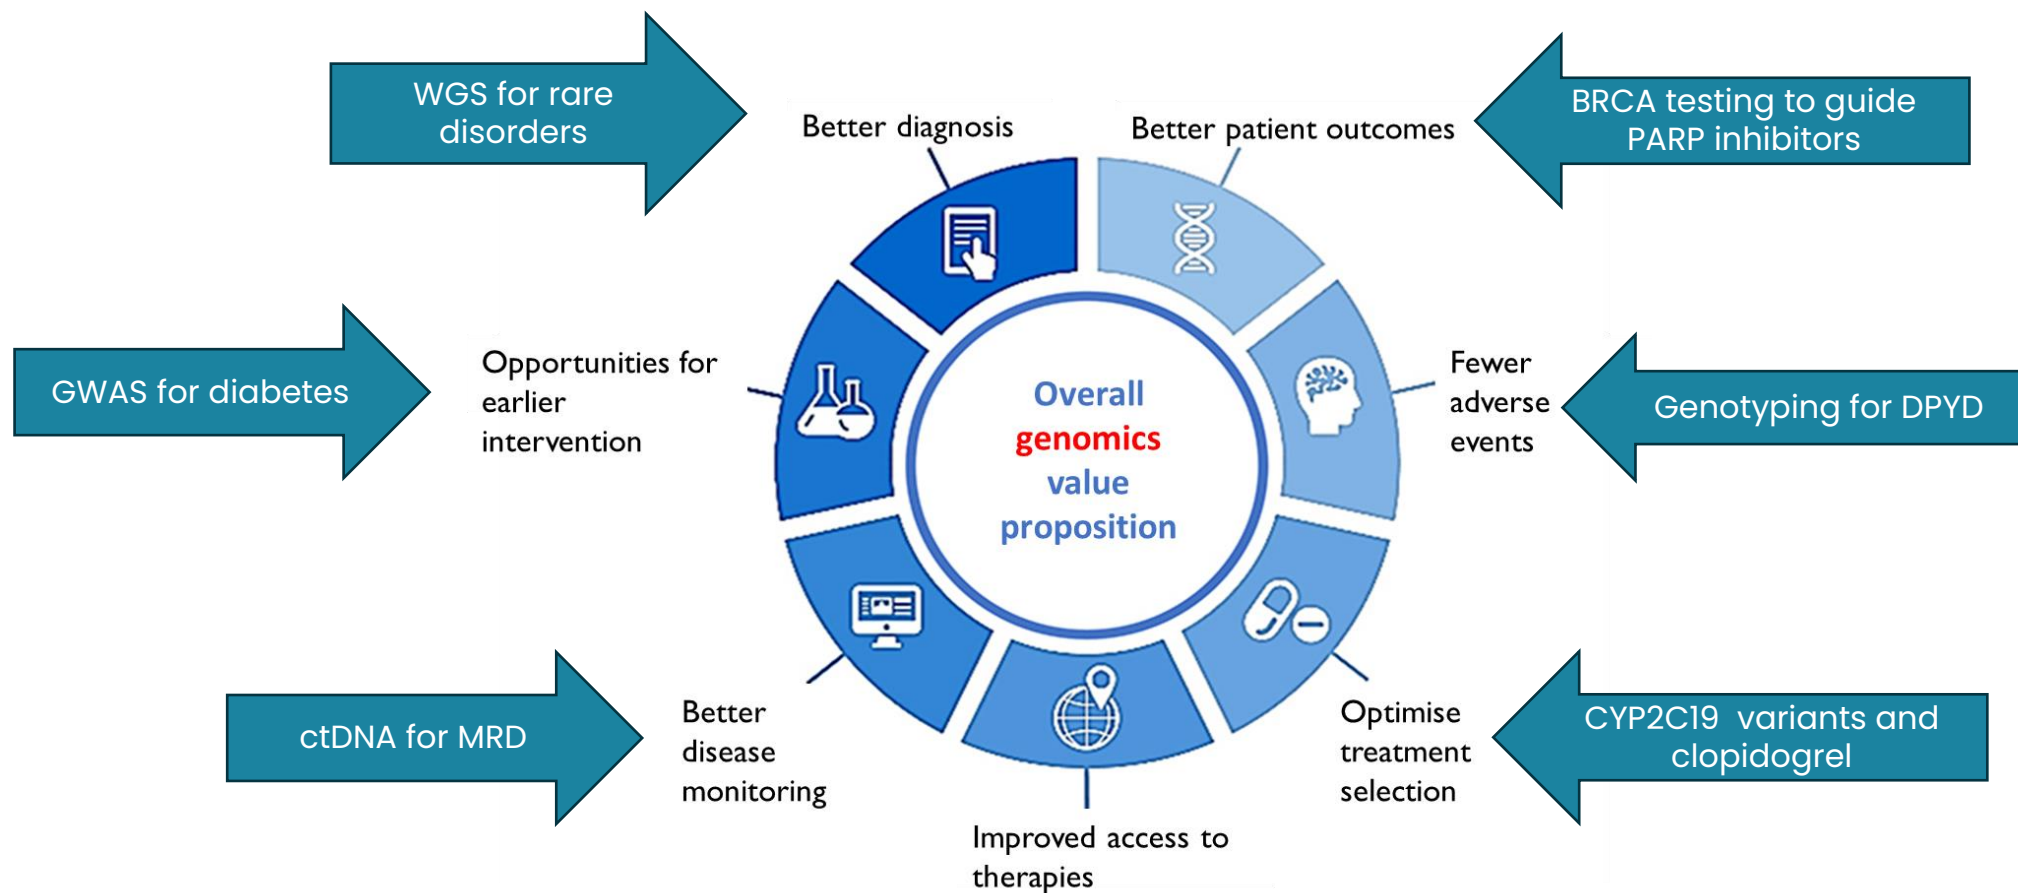 WGS for rare
disorders
Better diagnosis
Better patient outcomes
BRCA testing to guide
PARP inhibitors
GWAS for diabetes
Opportunities for
earlier
intervention
Overall
genomics
value
proposition
Fewer
adverse
events
Genotyping for DPYD
ctDNA for MRD
Better
disease
monitoring
Improved access to
therapies
Optimise
treatment
selection
CYP2C19 variants and
clopidogrel